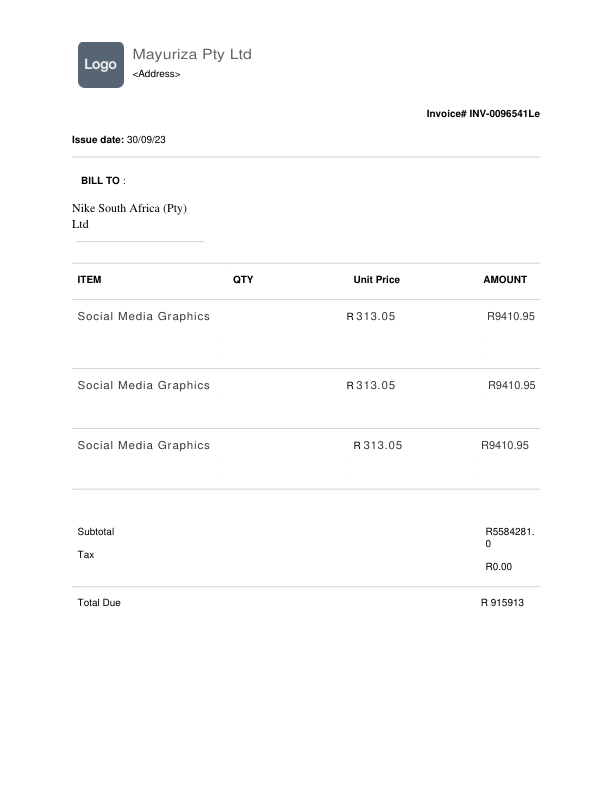 Logo
Mayuriza Pty Ltd
<Address>
Invoice# INV-0096541Le
Issue date: 30/09/23
BILL TO :
Nike South Africa (Pty)
Ltd
ITEM QTY Unit Price AMOUNT
Social Media Graphics R 313.05 R9410.95
Social Media Graphics R 313.05 R9410.95
Social Media Graphics R 313.05 R9410.95
Subtotal R5584281.
0
Tax
R0.00
Total Due R 915913